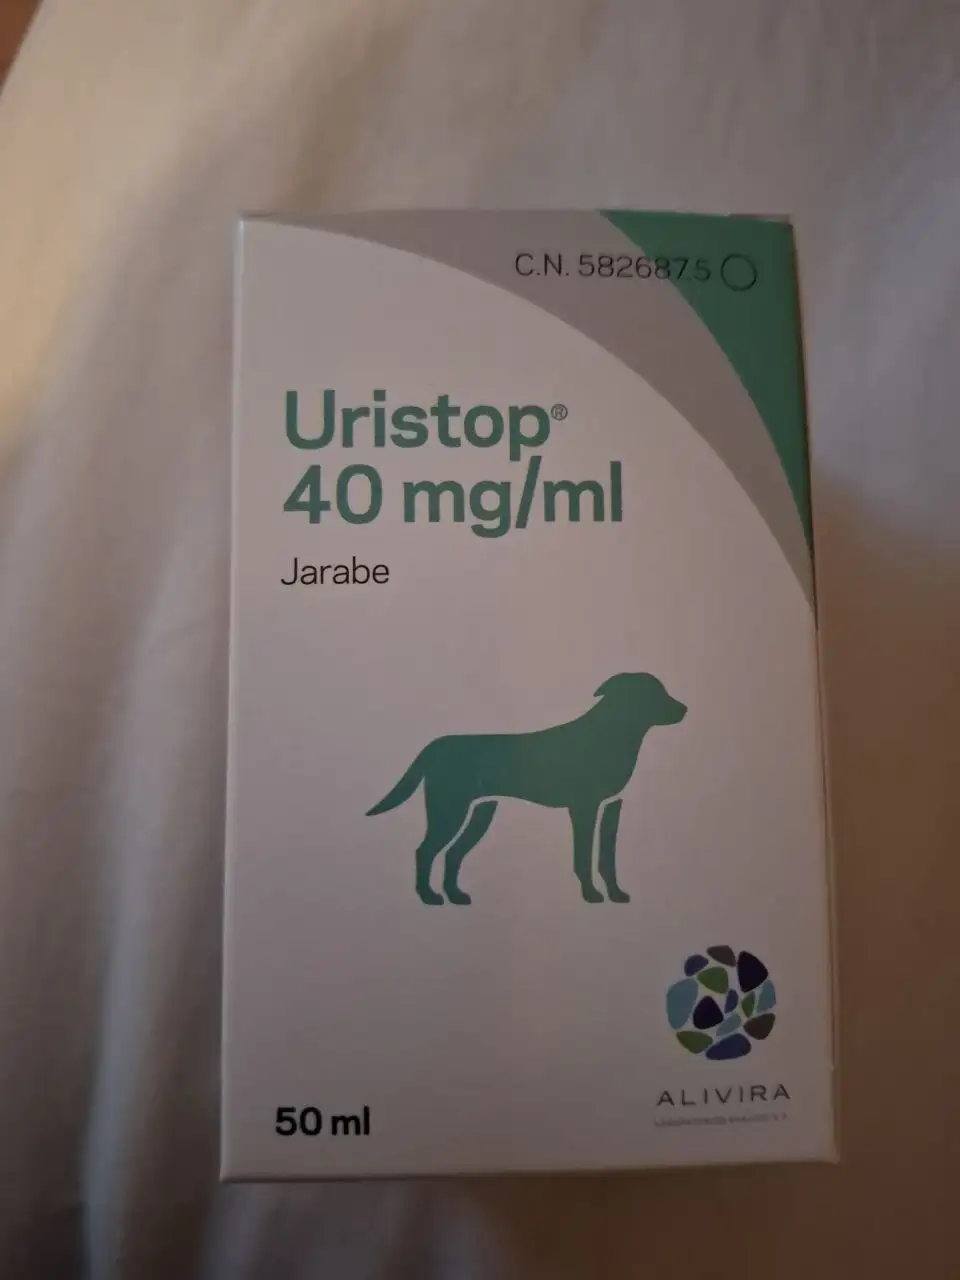 C.N. 582687.5
Uristop®
40 mg/ml
Jarabe
50 ml
ALIVIRA